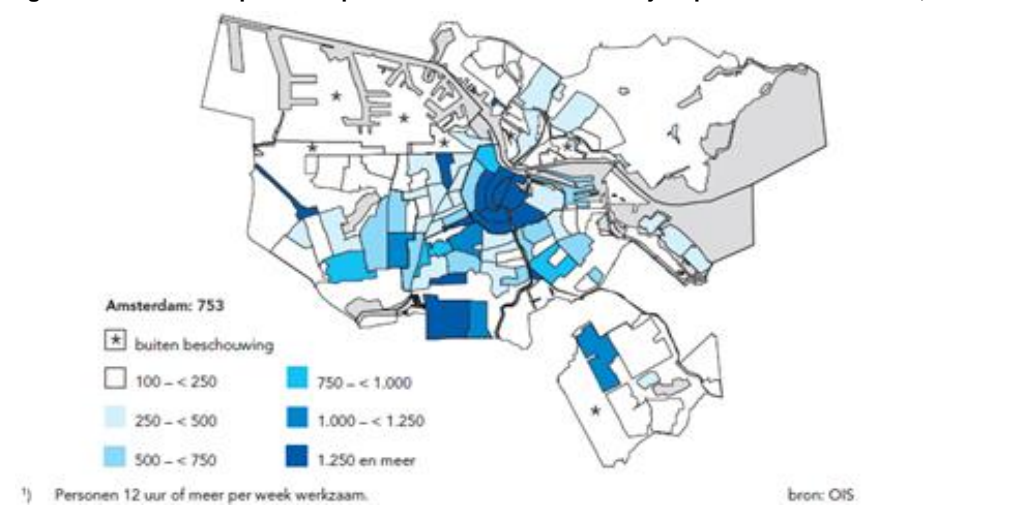 Amsterdam: 753
* buiten beschouwing
100 – < 250
250 – < 500
500 – < 750
750 – < 1.000
1.000 – < 1.250
1.250 en meer
¹) Personen 12 uur of meer per week werkzaam.
bron: OIS